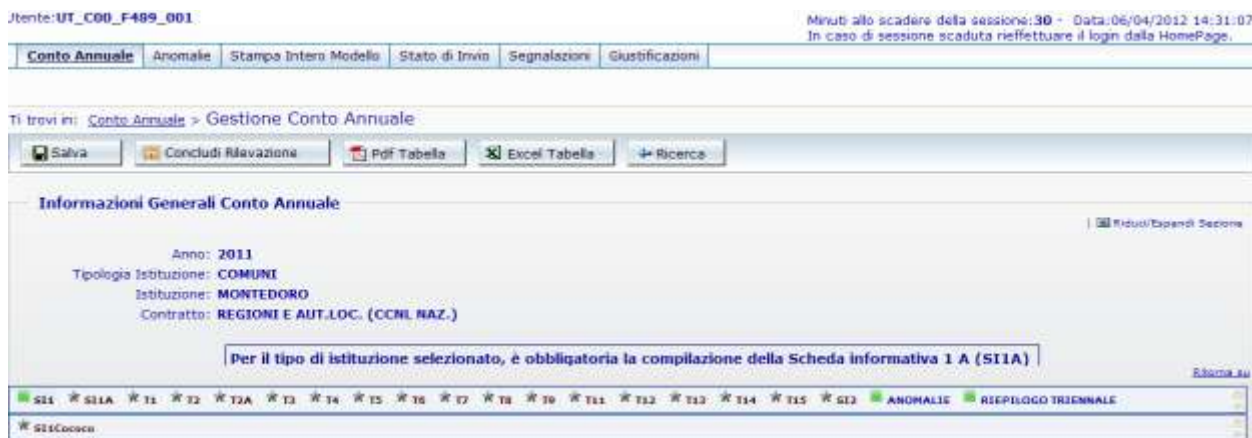 Utente:UT_C00_F489_001
Minuti allo scadere della sessione:30 - Data:06/04/2012 14:31:07
In caso di sessione scaduta rieffettuare il login dalla HomePage.
Conto Annuale Anomalie Stampa Intero Modello Stato di Invio Segnalazioni Giustificazioni
Ti trovi in: Conto Annuale > Gestione Conto Annuale
Salva Concludi Rilevazione Pdf Tabella Excel Tabella Ricerca
Informazioni Generali Conto Annuale
| Riduci/Espandi Sezione
Anno: 2011
Tipologia Istituzione: COMUNI
Istituzione: MONTEDORO
Contratto: REGIONI E AUT.LOC. (CCNL NAZ.)
Per il tipo di istituzione selezionato, è obbligatoria la compilazione della Scheda informativa 1 A (SI1A)
Ritorna su
SI1 SI1A T1 T2 T2A T3 T4 T5 T6 T7 T8 T9 T11 T12 T13 T14 T15 SI2 ANOMALIE RIEPILOGO TRIENNALE
SI1Cococo